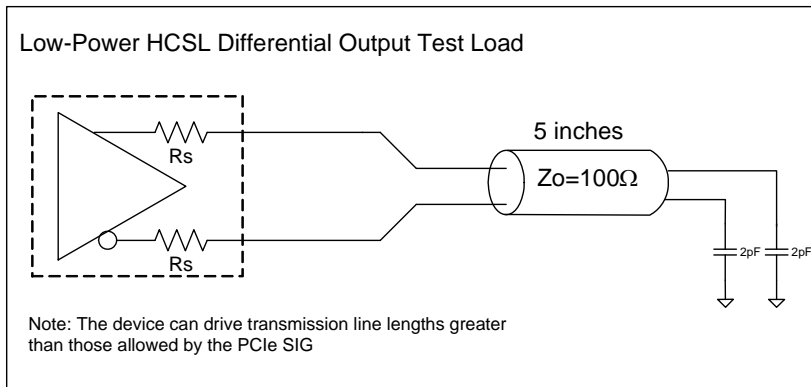 Low-Power HCSL Differential Output Test Load
Rs
Rs
5 inches
Zo=100Ω
2pF
2pF
Note: The device can drive transmission line lengths greater
than those allowed by the PCIe SIG